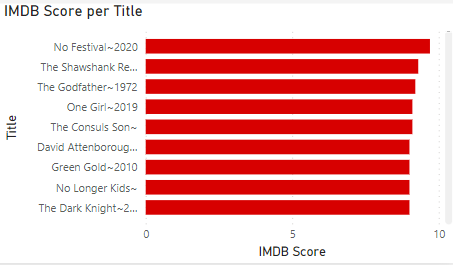 IMDB Score per Title
No Festival~2020
The Shawshank Re...
The Godfather~1972
One Girl~2019
The Consuls Son~
David Attenboroug...
Green Gold~2010
No Longer Kids~
The Dark Knight~2...
Title
0 5 10
IMDB Score